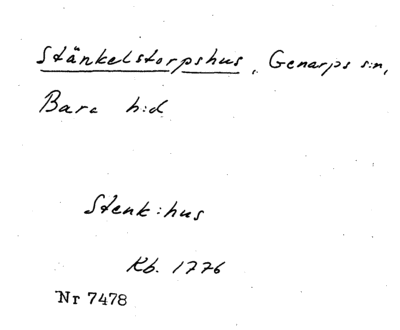 Stänkelstorpshus, Genarps s:n,
Bara h:d
Stenk:hus
Kb. 1776
Nr 7478